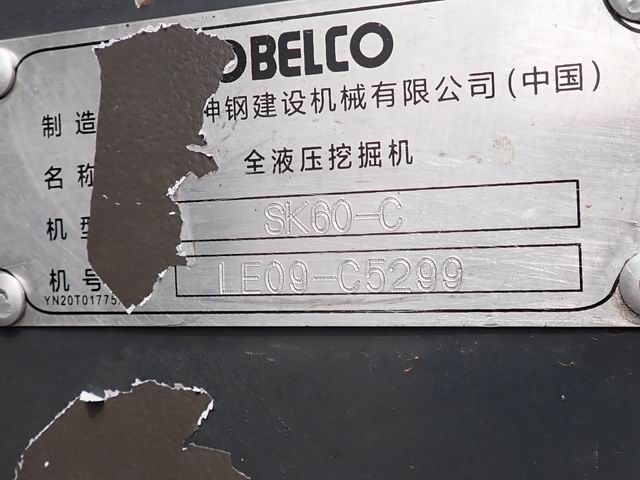 OBELCO
神钢建设机械有限公司(中国)
制造
名称 全液压挖掘机
机型 SK60-C
机号 LE09-C5299
YN20T01775